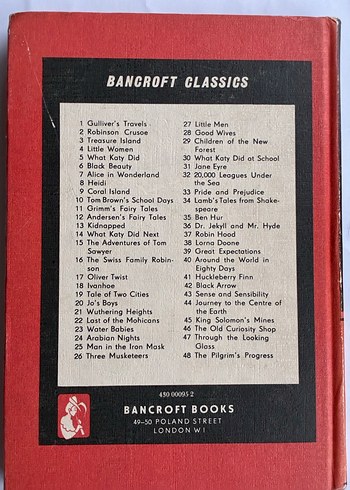 BANCROFT CLASSICS
1 Gulliver's Travels
2 Robinson Crusoe
3 Treasure Island
4 Little Women
5 What Katy Did
6 Black Beauty
7 Alice in Wonderland
8 Heidi
9 Coral Island
10 Tom Brown's School Days
11 Grimm's Fairy Tales
12 Andersen's Fairy Tales
13 Kidnapped
14 What Katy Did Next
15 The Adventures of Tom
Sawyer
16 The Swiss Family Robin-
son
17 Oliver Twist
18 Ivanhoe
19 Tale of Two Cities
20 Jo's Boys
21 Wuthering Heights
22 Last of the Mohicans
23 Water Babies
24 Arabian Nights
25 Man in the Iron Mask
26 Three Musketeers
27 Little Men
28 Good Wives
29 Children of the New
Forest
30 What Katy Did at School
31 Jane Eyre
32 20,000 Leagues Under
the Sea
33 Pride and Prejudice
34 Lamb's Tales from Shake-
speare
35 Ben Hur
36 Dr. Jekyll and Mr. Hyde
37 Robin Hood
38 Lorna Doone
39 Great Expectations
40 Around the World in
Eighty Days
41 Huckleberry Finn
42 Black Arrow
43 Sense and Sensibility
44 Journey to the Centre of
the Earth
45 King Solomon's Mines
46 The Old Curiosity Shop
47 Through the Looking
Glass
48 The Pilgrim's Progress
430 00095 2
BANCROFT BOOKS
49-50 POLAND STREET
LONDON W.1